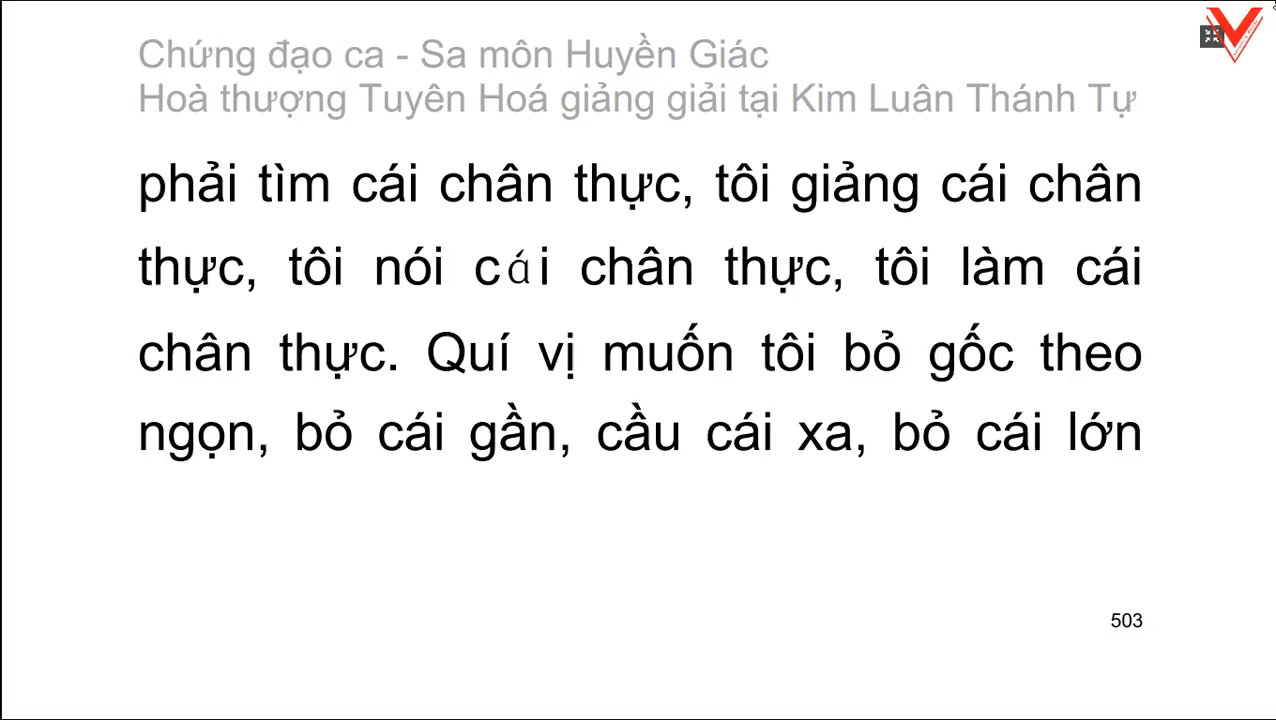 Chứng đạo ca - Sa môn Huyền Giác
Hoà thượng Tuyên Hoá giảng giải tại Kim Luân Thánh Tự
phải tìm cái chân thực, tôi giảng cái chân
thực, tôi nói cái chân thực, tôi làm cái
chân thực. Quí vị muốn tôi bỏ gốc theo
ngọn, bỏ cái gần, cầu cái xa, bỏ cái lớn
503